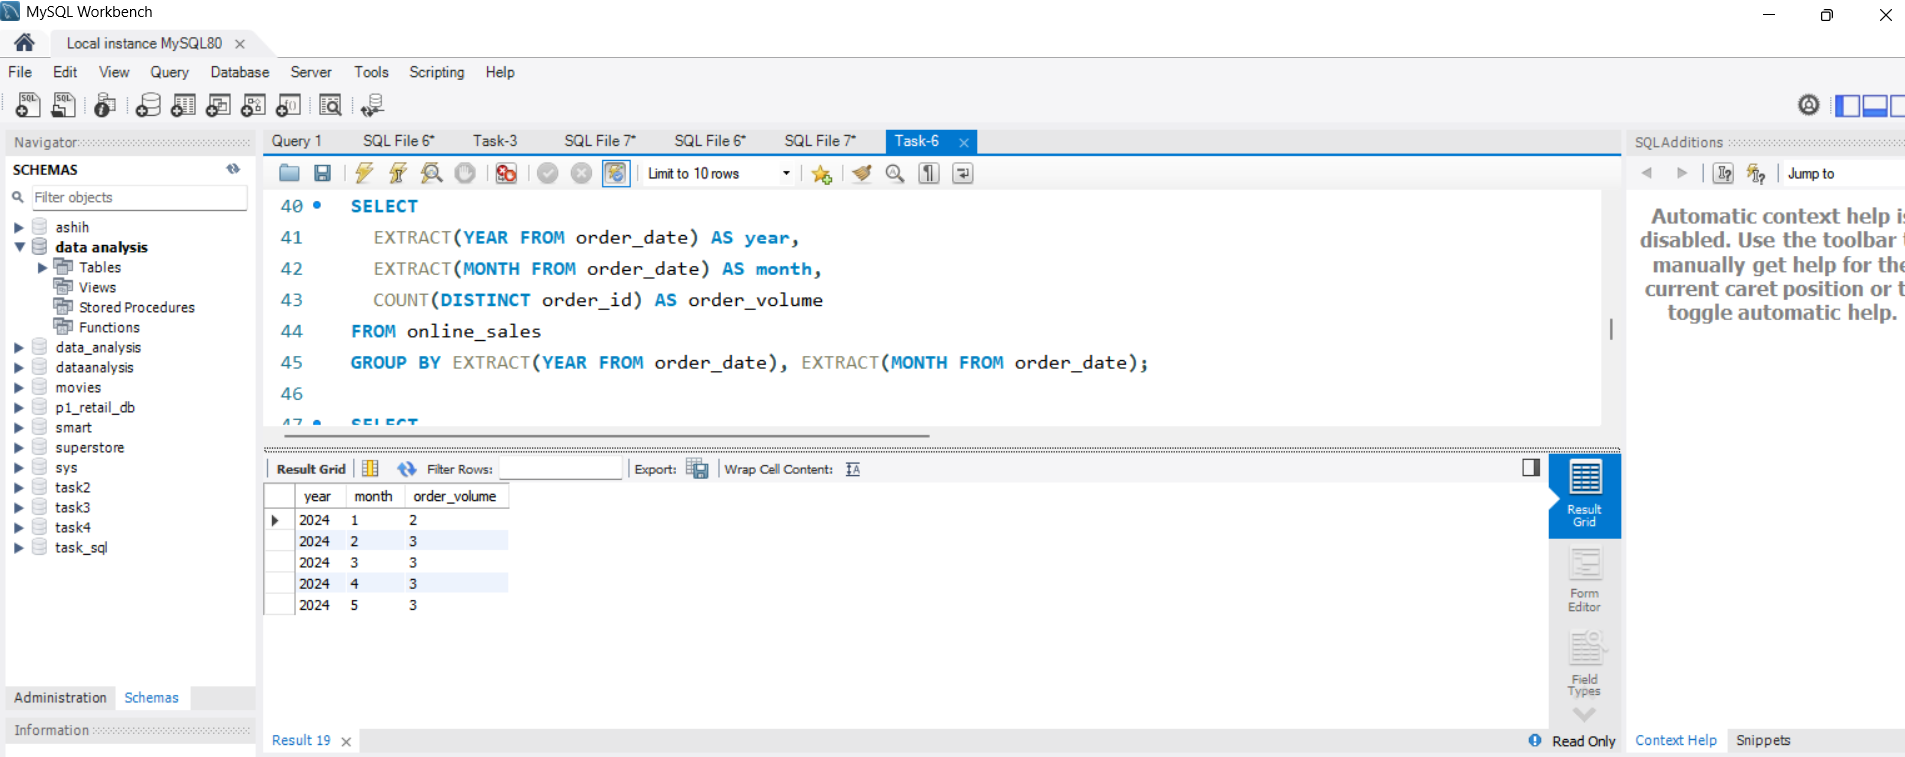 MySQL Workbench
Local instance MySQL80
File Edit View Query Database Server Tools Scripting Help
Navigator
SCHEMAS
Filter objects
ashih
data analysis
Tables
Views
Stored Procedures
Functions
data_analysis
dataanalysis
movies
p1_retail_db
smart
superstore
sys
task2
task3
task4
task_sql
Administration Schemas
Information
Query 1 SQL File 6* Task-3 SQL File 7* SQL File 6* SQL File 7* Task-6
Limit to 10 rows
40 SELECT
41 EXTRACT(YEAR FROM order_date) AS year,
42 EXTRACT(MONTH FROM order_date) AS month,
43 COUNT(DISTINCT order_id) AS order_volume
44 FROM online_sales
45 GROUP BY EXTRACT(YEAR FROM order_date), EXTRACT(MONTH FROM order_date);
46
47 SELECT
Result Grid Filter Rows: Export: Wrap Cell Content:
year month order_volume
2024 1 2
2024 2 3
2024 3 3
2024 4 3
2024 5 3
Result Grid
Form Editor
Field Types
Result 19
Read Only
SQLAdditions
Jump to
Automatic context help is
disabled. Use the toolbar
manually get help for the
current caret position or
toggle automatic help.
Context Help Snippets